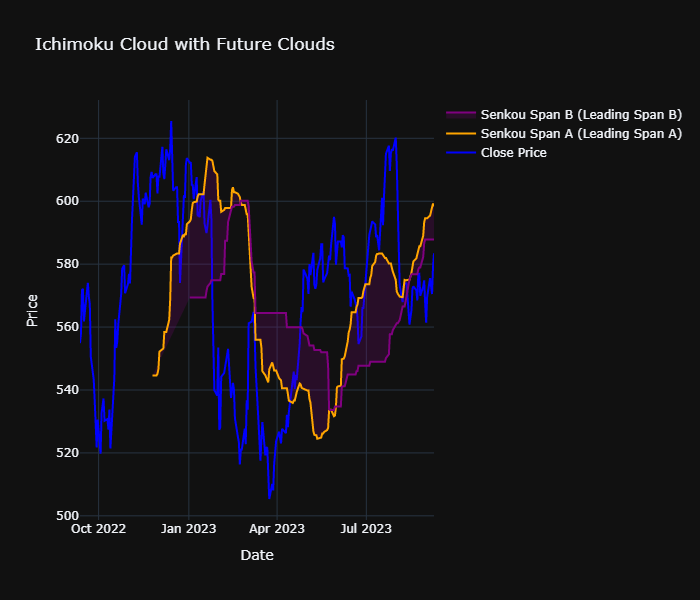 Ichimoku Cloud with Future Clouds
Senkou Span B (Leading Span B)
Senkou Span A (Leading Span A)
Close Price
620
600
580
560
540
520
500
Price
Oct 2022
Jan 2023
Apr 2023
Jul 2023
Date